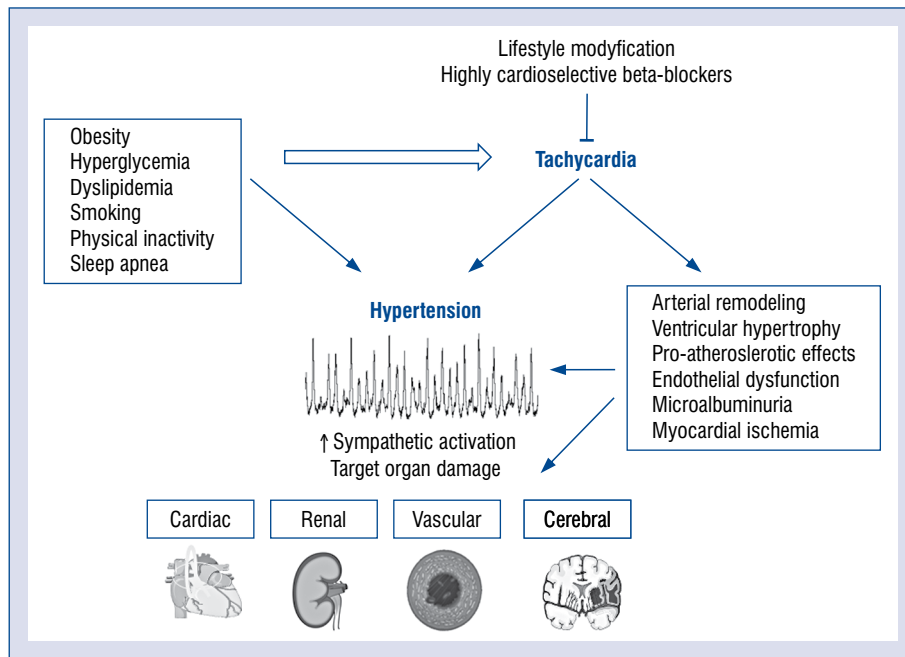 Lifestyle modyfication
Highly cardioselective beta-blockers
Obesity
Hyperglycemia
Dyslipidemia
Smoking
Physical inactivity
Sleep apnea
Tachycardia
Hypertension
Arterial remodeling
Ventricular hypertrophy
Pro-atheroslerotic effects
Endothelial dysfunction
Microalbuminuria
Myocardial ischemia
↑ Sympathetic activation
Target organ damage
Cardiac
Renal
Vascular
Cerebral